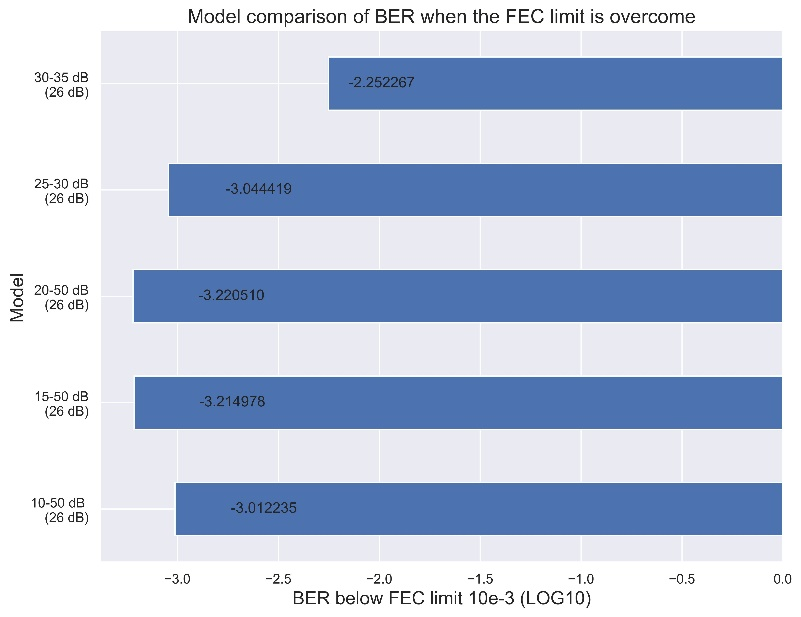 Model comparison of BER when the FEC limit is overcome
30-35 dB
(26 dB)
-2.252267
25-30 dB
(26 dB)
-3.044419
20-50 dB
(26 dB)
-3.220510
15-50 dB
(26 dB)
-3.214978
10-50 dB
(26 dB)
-3.012235
Model
−3.0 −2.5 −2.0 −1.5 −1.0 −0.5 0.0
BER below FEC limit 10e-3 (LOG10)